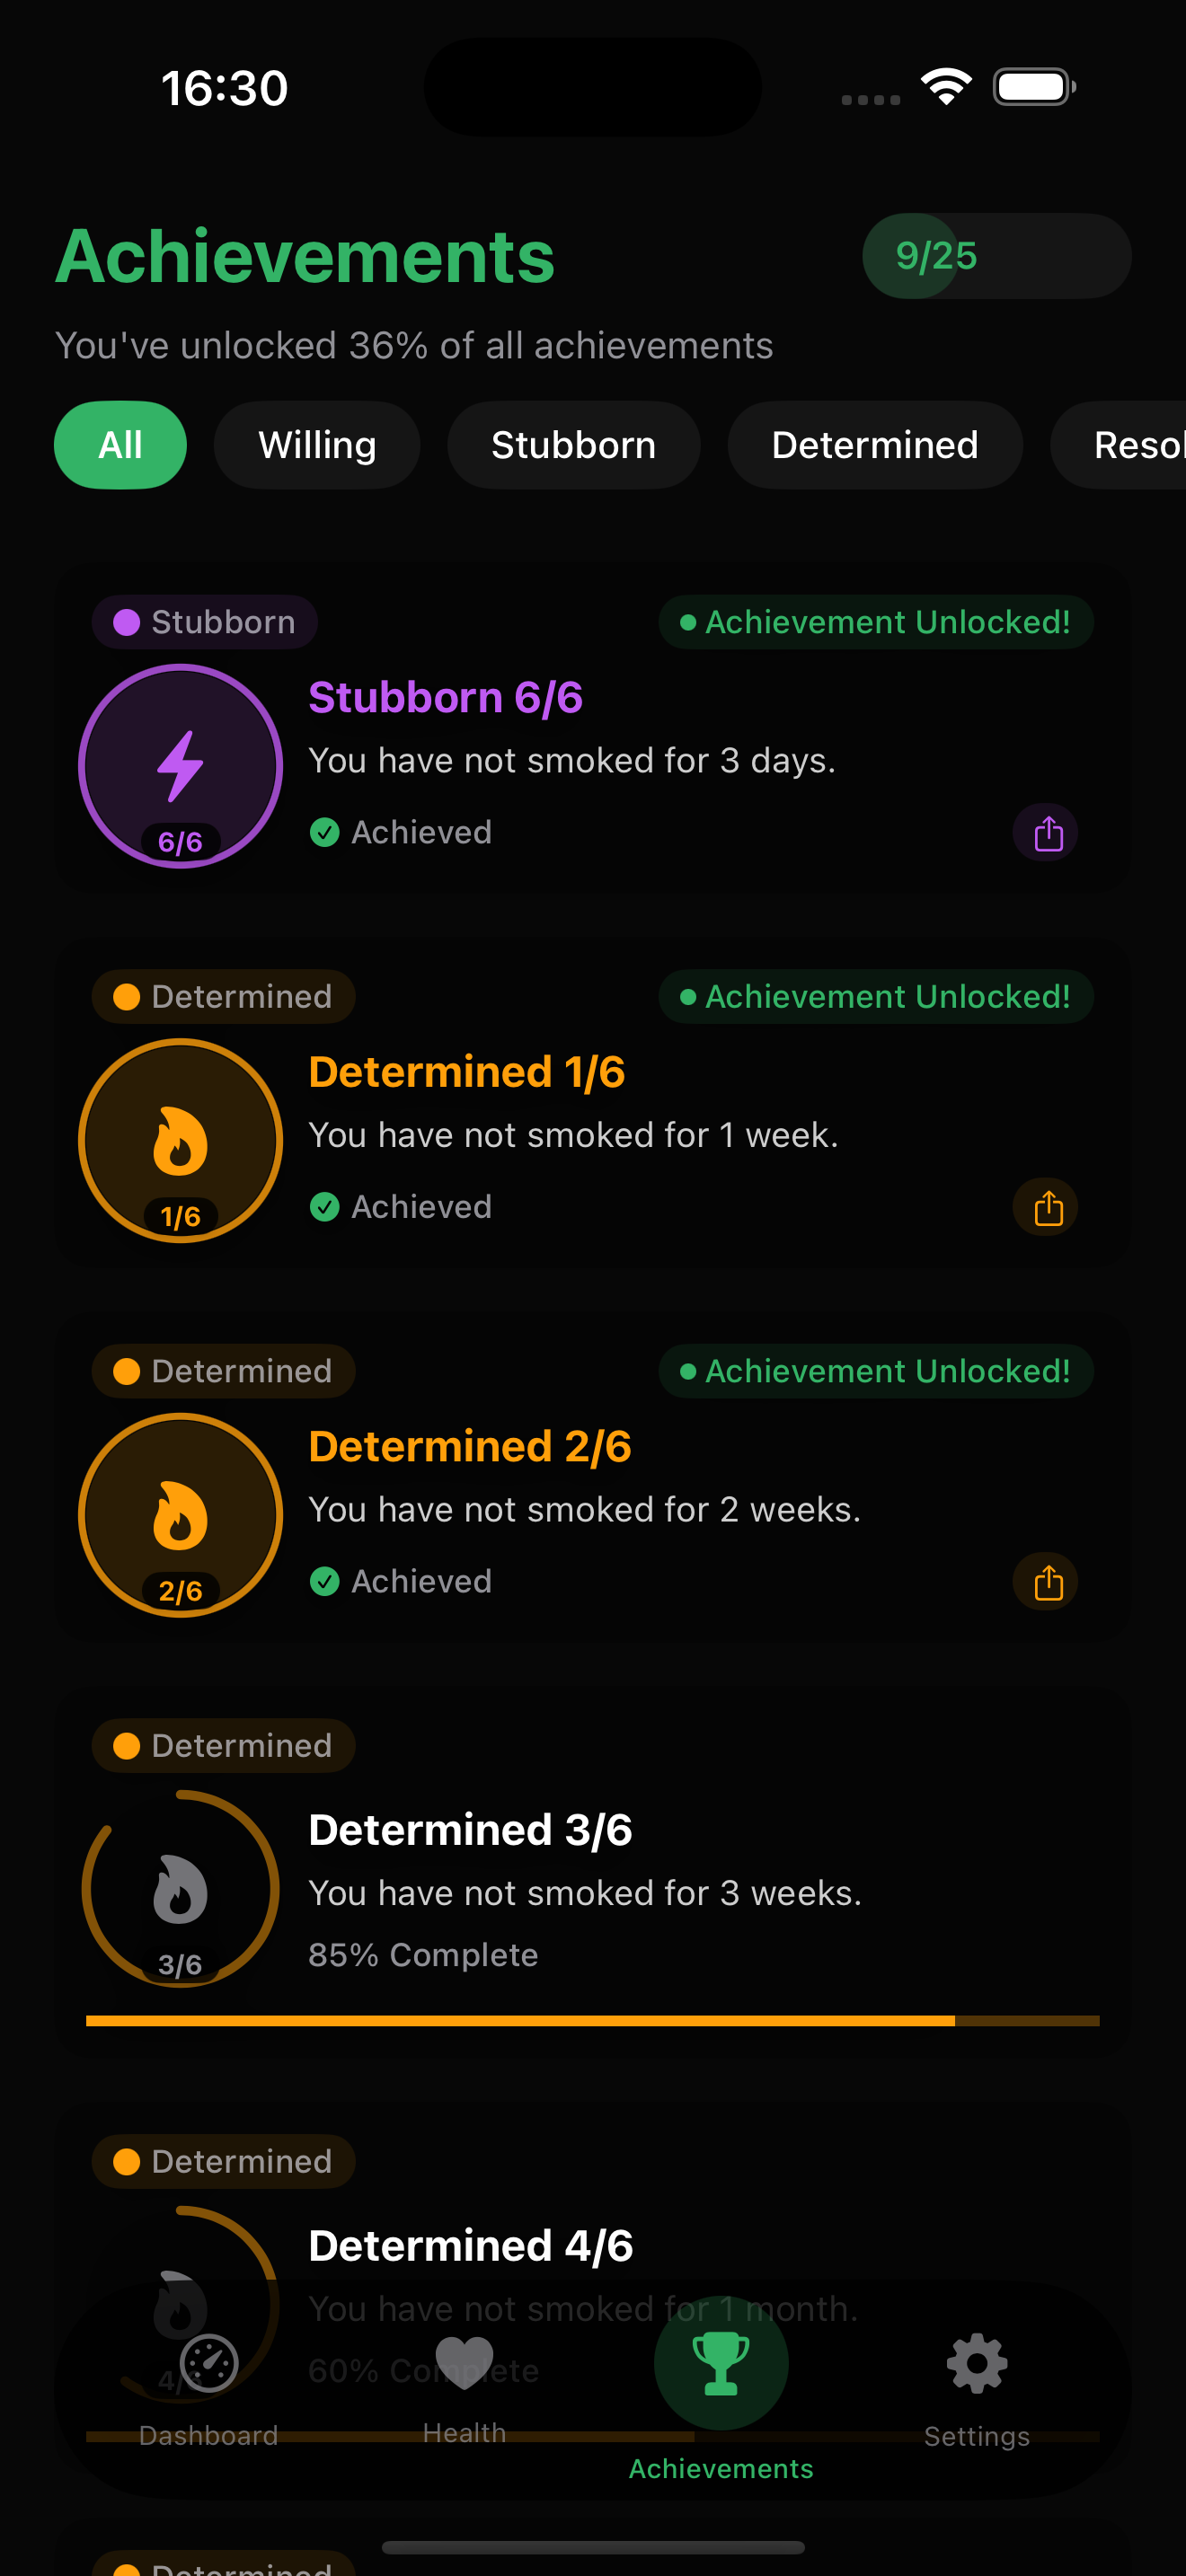 16:30
Achievements
9/25
You've unlocked 36% of all achievements
All
Willing
Stubborn
Determined
Resol
Stubborn
Achievement Unlocked!
Stubborn 6/6
You have not smoked for 3 days.
6/6
Achieved
Determined
Achievement Unlocked!
Determined 1/6
You have not smoked for 1 week.
1/6
Achieved
Determined
Achievement Unlocked!
Determined 2/6
You have not smoked for 2 weeks.
2/6
Achieved
Determined
Determined 3/6
You have not smoked for 3 weeks.
3/6
85% Complete
Determined
Determined 4/6
You have not smoked for 1 month.
4/6
60% Complete
Dashboard
Health
Achievements
Settings
Determined